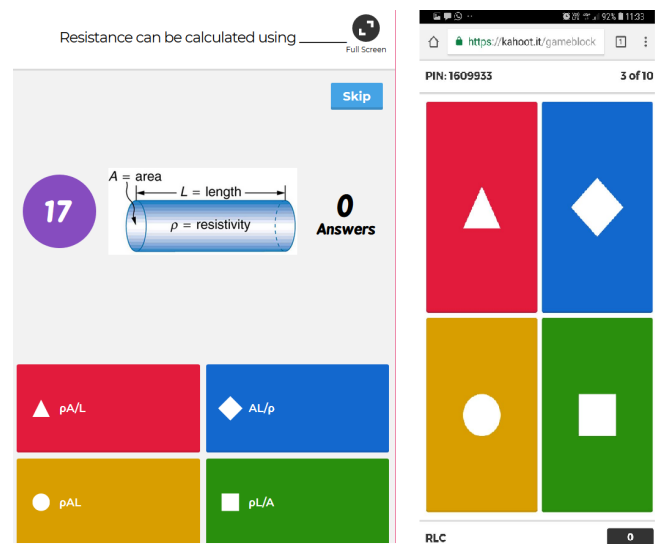 Resistance can be calculated using ______
Full Screen
Skip
17
A = area
L = length
ρ = resistivity
0
Answers
ρA/L
AL/ρ
ρAL
ρL/A
92% 11:33
https://kahoot.it/gameblock
1
PIN: 1609933 3 of 10
RLC 0